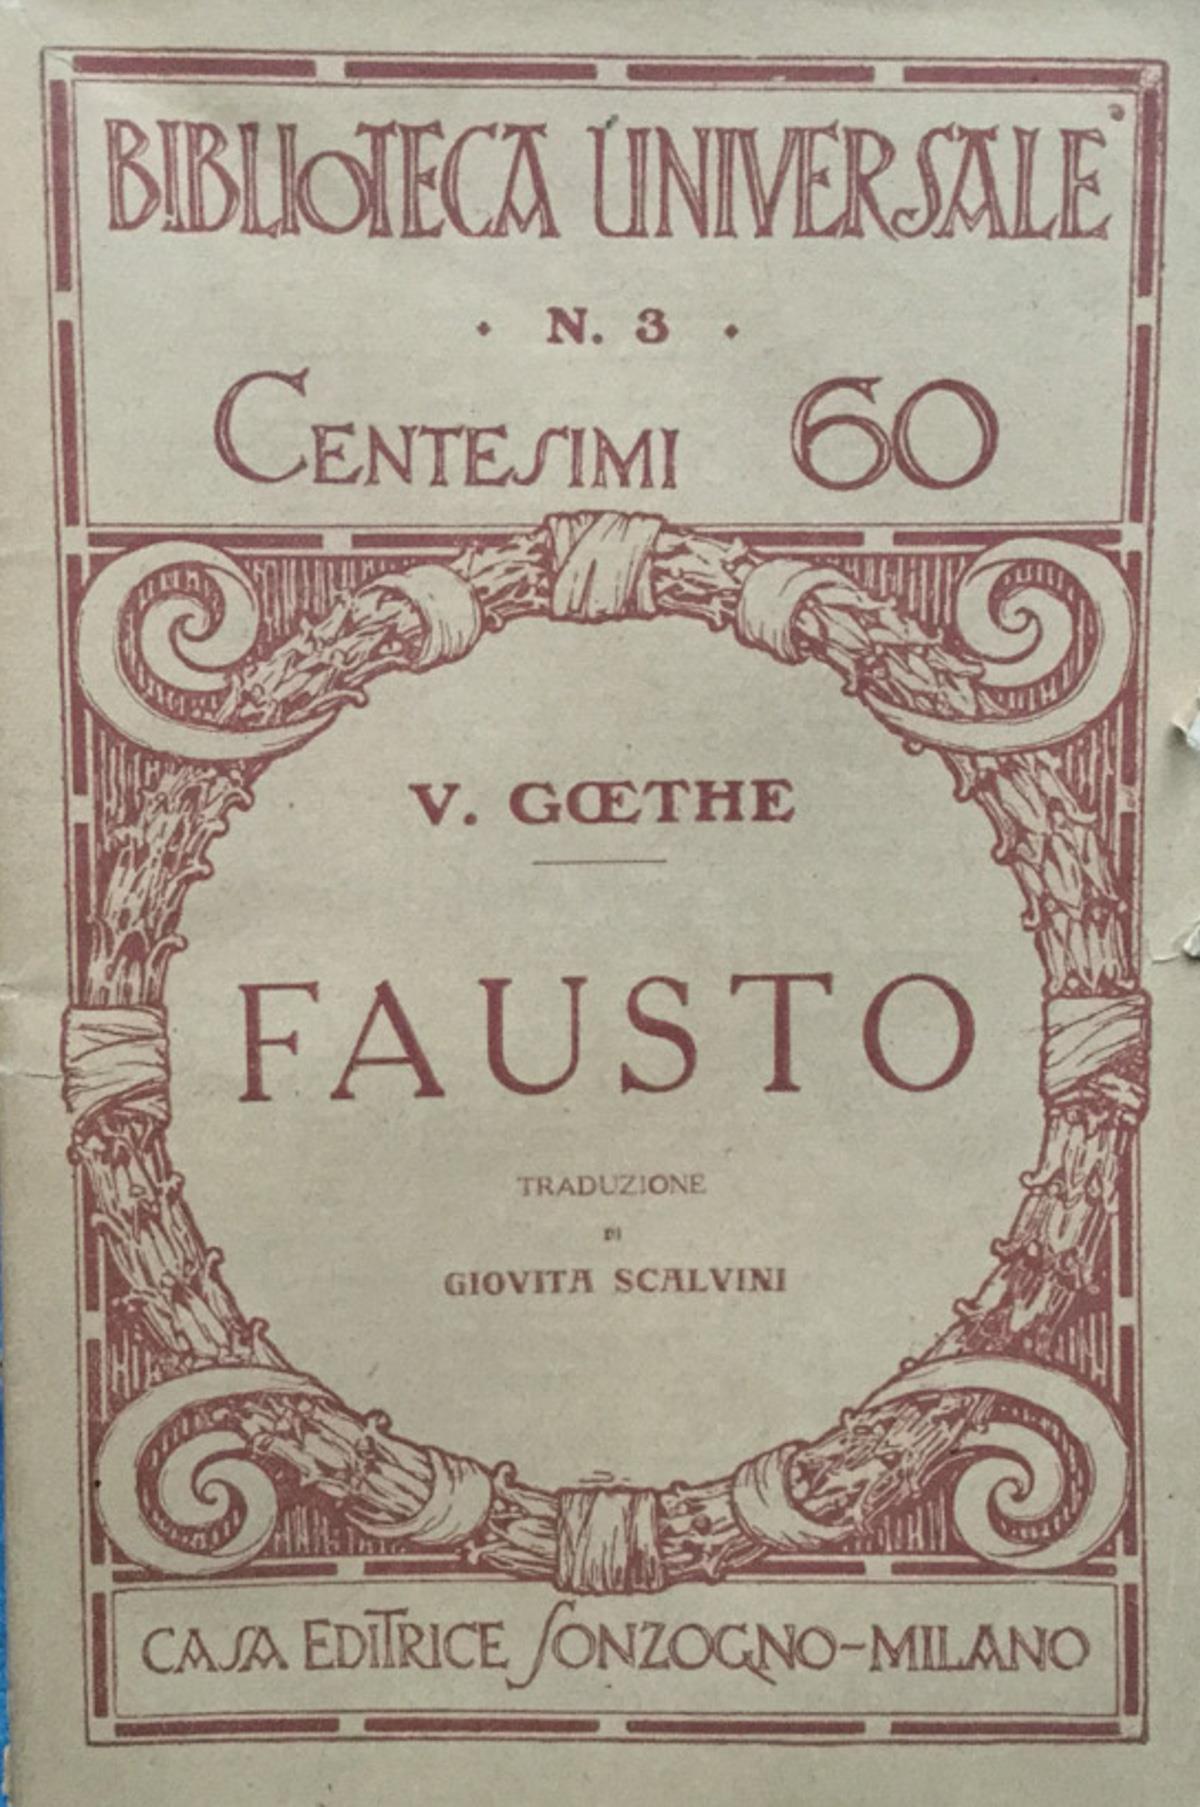 BIBLIOTECA UNIVERSALE
N. 3
CENTESIMI 60
V. GŒTHE
FAUSTO
TRADUZIONE
DI
GIOVITA SCALVINI
CASA EDITRICE SONZOGNO-MILANO